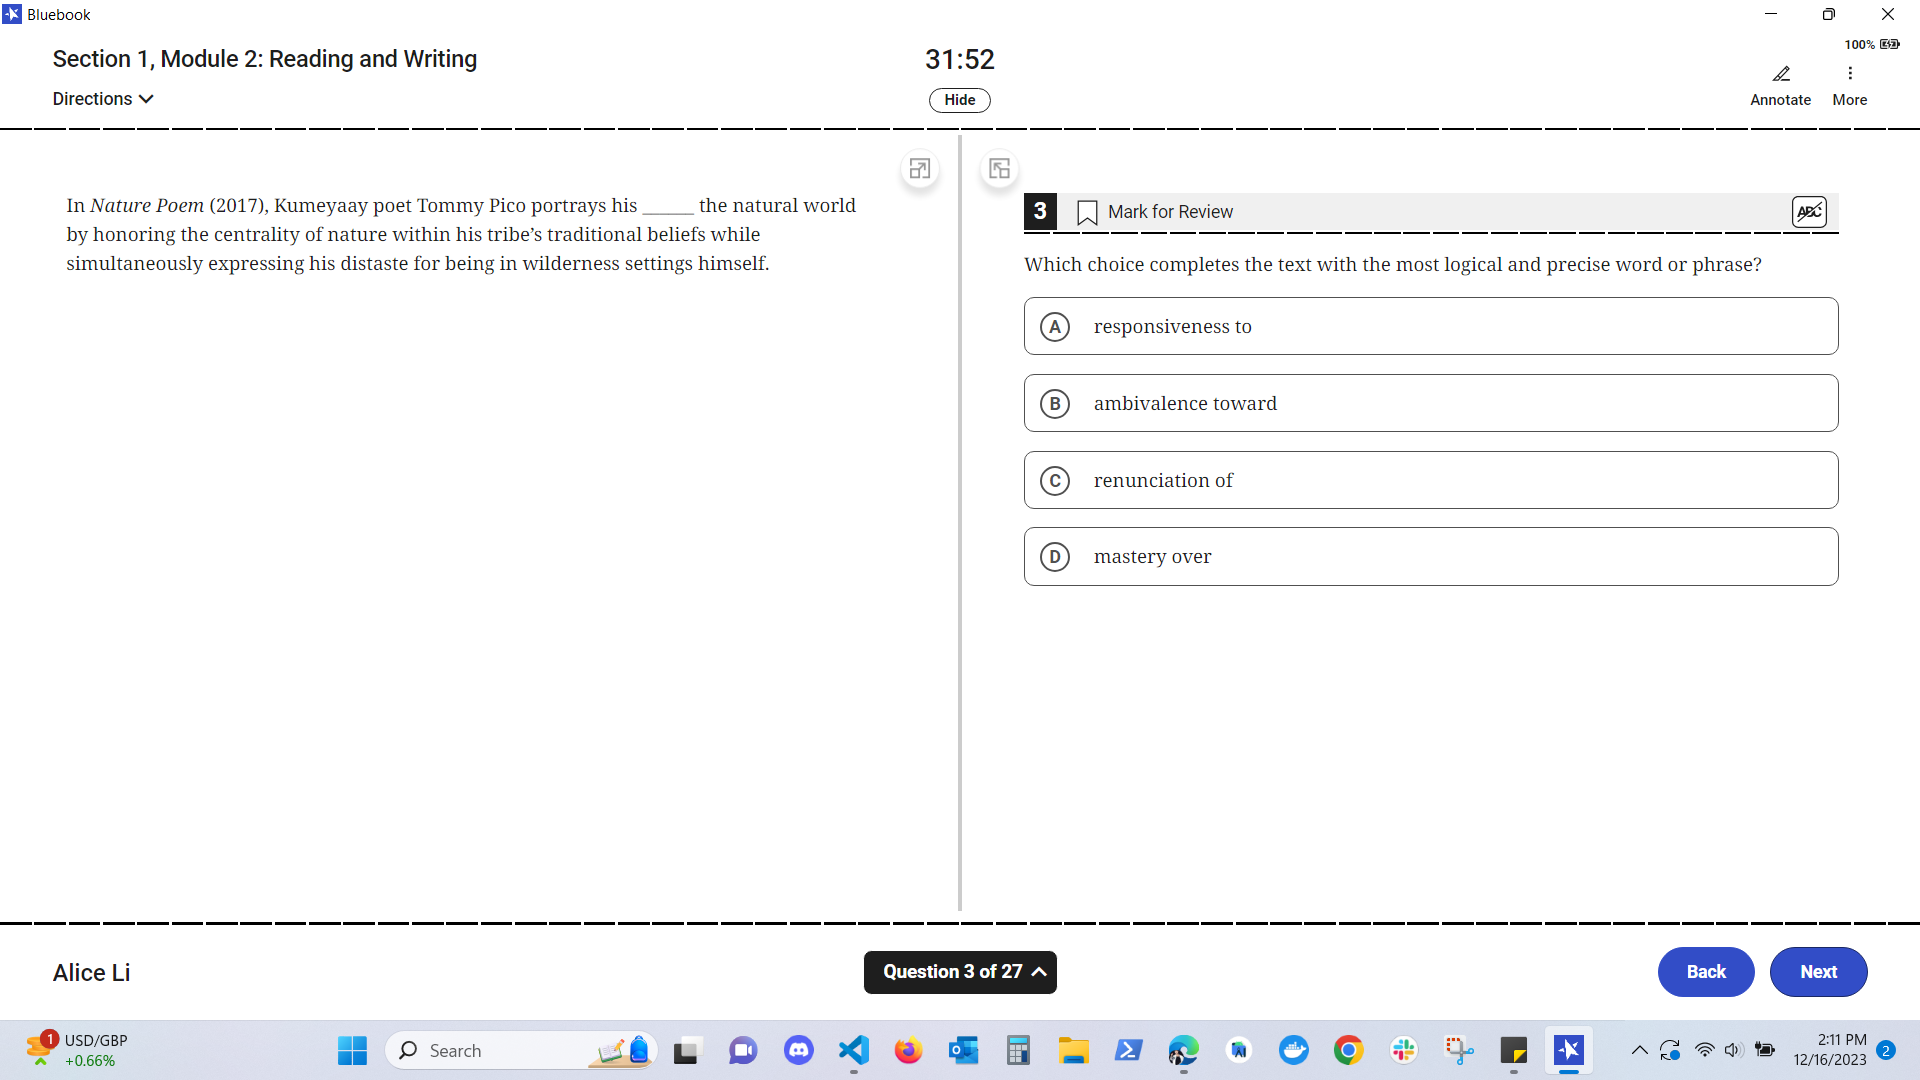 Bluebook
100%
Section 1, Module 2: Reading and Writing
31:52
Directions
Hide
Annotate
More
In Nature Poem (2017), Kumeyaay poet Tommy Pico portrays his ______ the natural world
by honoring the centrality of nature within his tribe’s traditional beliefs while
simultaneously expressing his distaste for being in wilderness settings himself.
3
Mark for Review
ABC
Which choice completes the text with the most logical and precise word or phrase?
A responsiveness to
B ambivalence toward
C renunciation of
D mastery over
Alice Li
Question 3 of 27
Back
Next
1
USD/GBP
+0.66%
Search
2:11 PM
12/16/2023
2